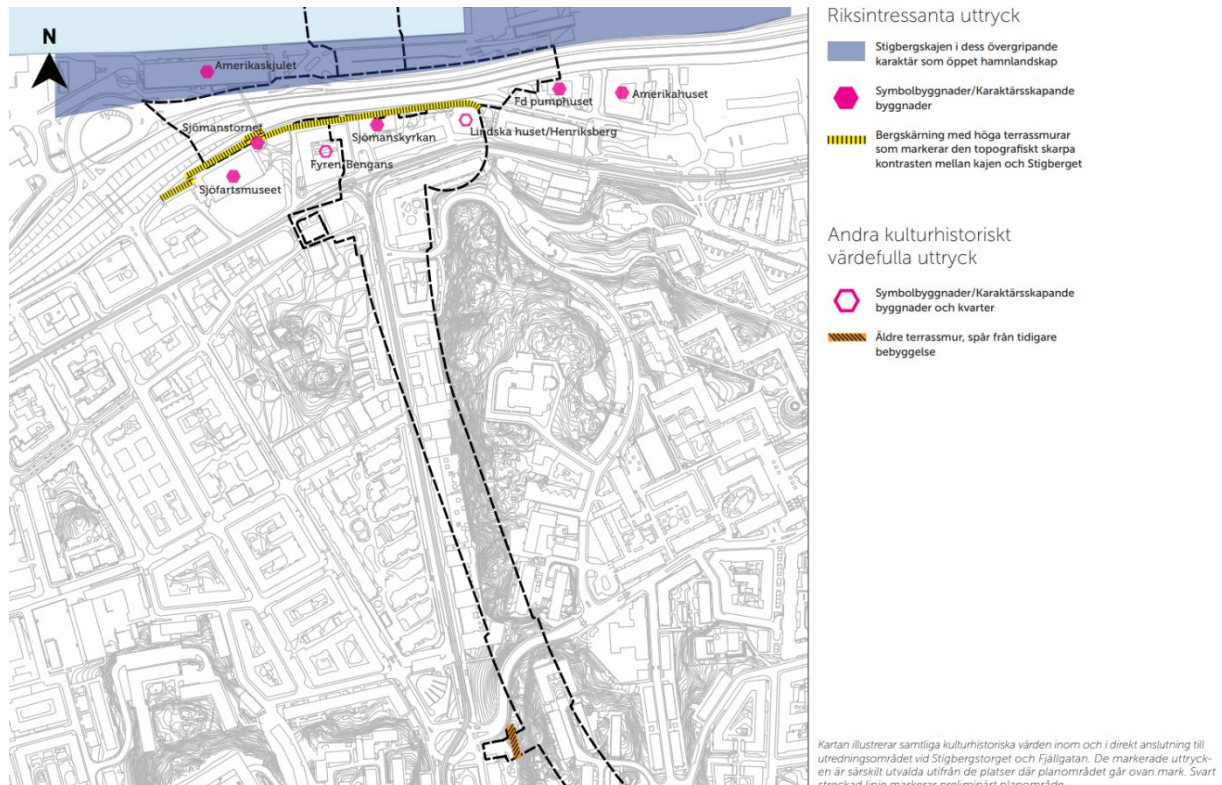 N
Amerikaskjulet
Sjömanstornet
Sjöfartsmuseet
Fyren/Bengans
Sjömanskyrkan
Lindska huset/Henriksberg
Fd pumphuset
Amerikahuset
Riksintressanta uttryck
Stigbergskajen i dess övergripande
karaktär som öppet hamnlandskap
Symbolbyggnader/Karaktärsskapande
byggnader
Bergskärning med höga terrassmurar
som markerar den topografiskt skarpa
kontrasten mellan kajen och Stigberget
Andra kulturhistoriskt
värdefulla uttryck
Symbolbyggnader/Karaktärsskapande
byggnader och kvarter
Äldre terrassmur, spår från tidigare
bebyggelse
Kartan illustrerar samtliga kulturhistoriska värden inom och i direkt anslutning till
utredningsområdet vid Stigbergstorget och Fjällgatan. De markerade uttryck-
en är särskilt utvalda utifrån de platser där planområdet går ovan mark. Svart
streckad linje markerar preliminärt planområde.